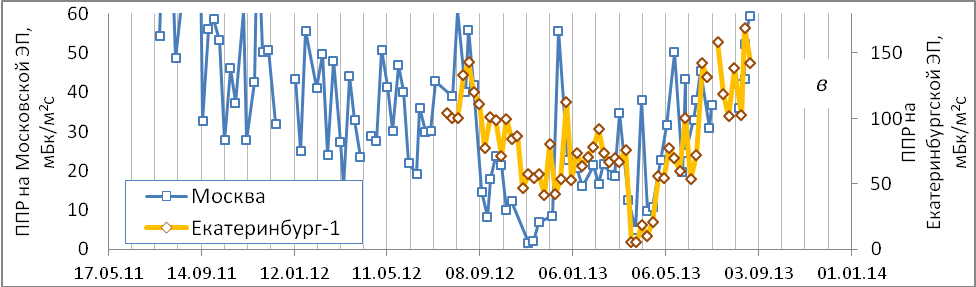 ППР на Московской ЭП,
мБк/м²с
60
50
40
30
20
10
0
Москва
Екатеринбург-1
в
150
100
50
0
ППР на
Екатеринбургской ЭП,
мБк/м²с
17.05.11 14.09.11 12.01.12 11.05.12 08.09.12 06.01.13 06.05.13 03.09.13 01.01.14